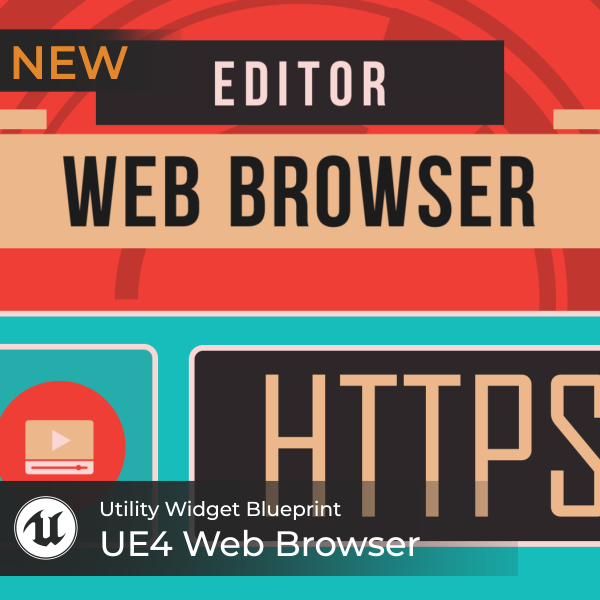 NEW
EDITOR
WEB BROWSER
HTTPS
Utility Widget Blueprint
UE4 Web Browser